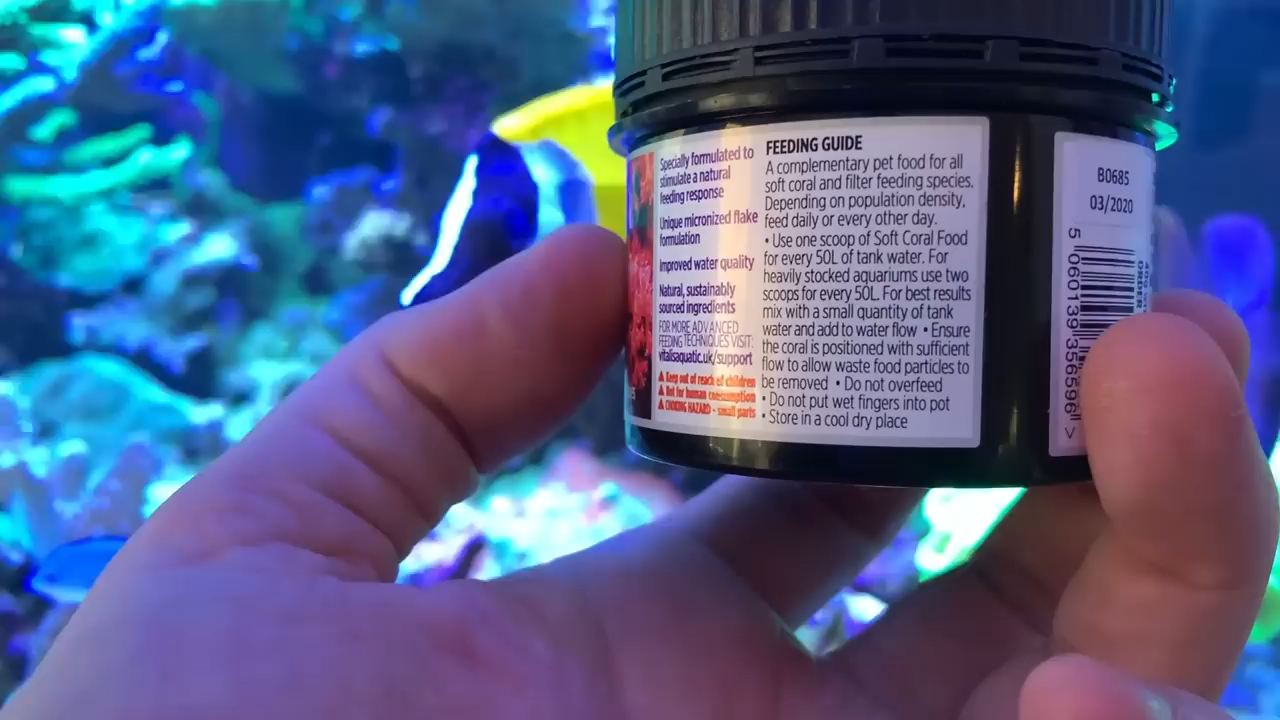 Specially formulated to
stimulate a natural
feeding response
Unique micronized flake
formulation
Improved water quality
Natural, sustainably
sourced ingredients
FOR MORE ADVANCED
FEEDING TECHNIQUES VISIT:
vitalisaquatic.uk/support
Keep out of reach of children
Not for human consumption
CHOKING HAZARD - small parts
FEEDING GUIDE
A complementary pet food for all
soft coral and filter feeding species.
Depending on population density,
feed daily or every other day.
• Use one scoop of Soft Coral Food
for every 50L of tank water. For
heavily stocked aquariums use two
scoops for every 50L. For best results
mix with a small quantity of tank
water and add to water flow • Ensure
the coral is positioned with sufficient
flow to allow waste food particles to
be removed • Do not overfeed
• Do not put wet fingers into pot
• Store in a cool dry place
B0685
03/2020
5 060139 356596 >